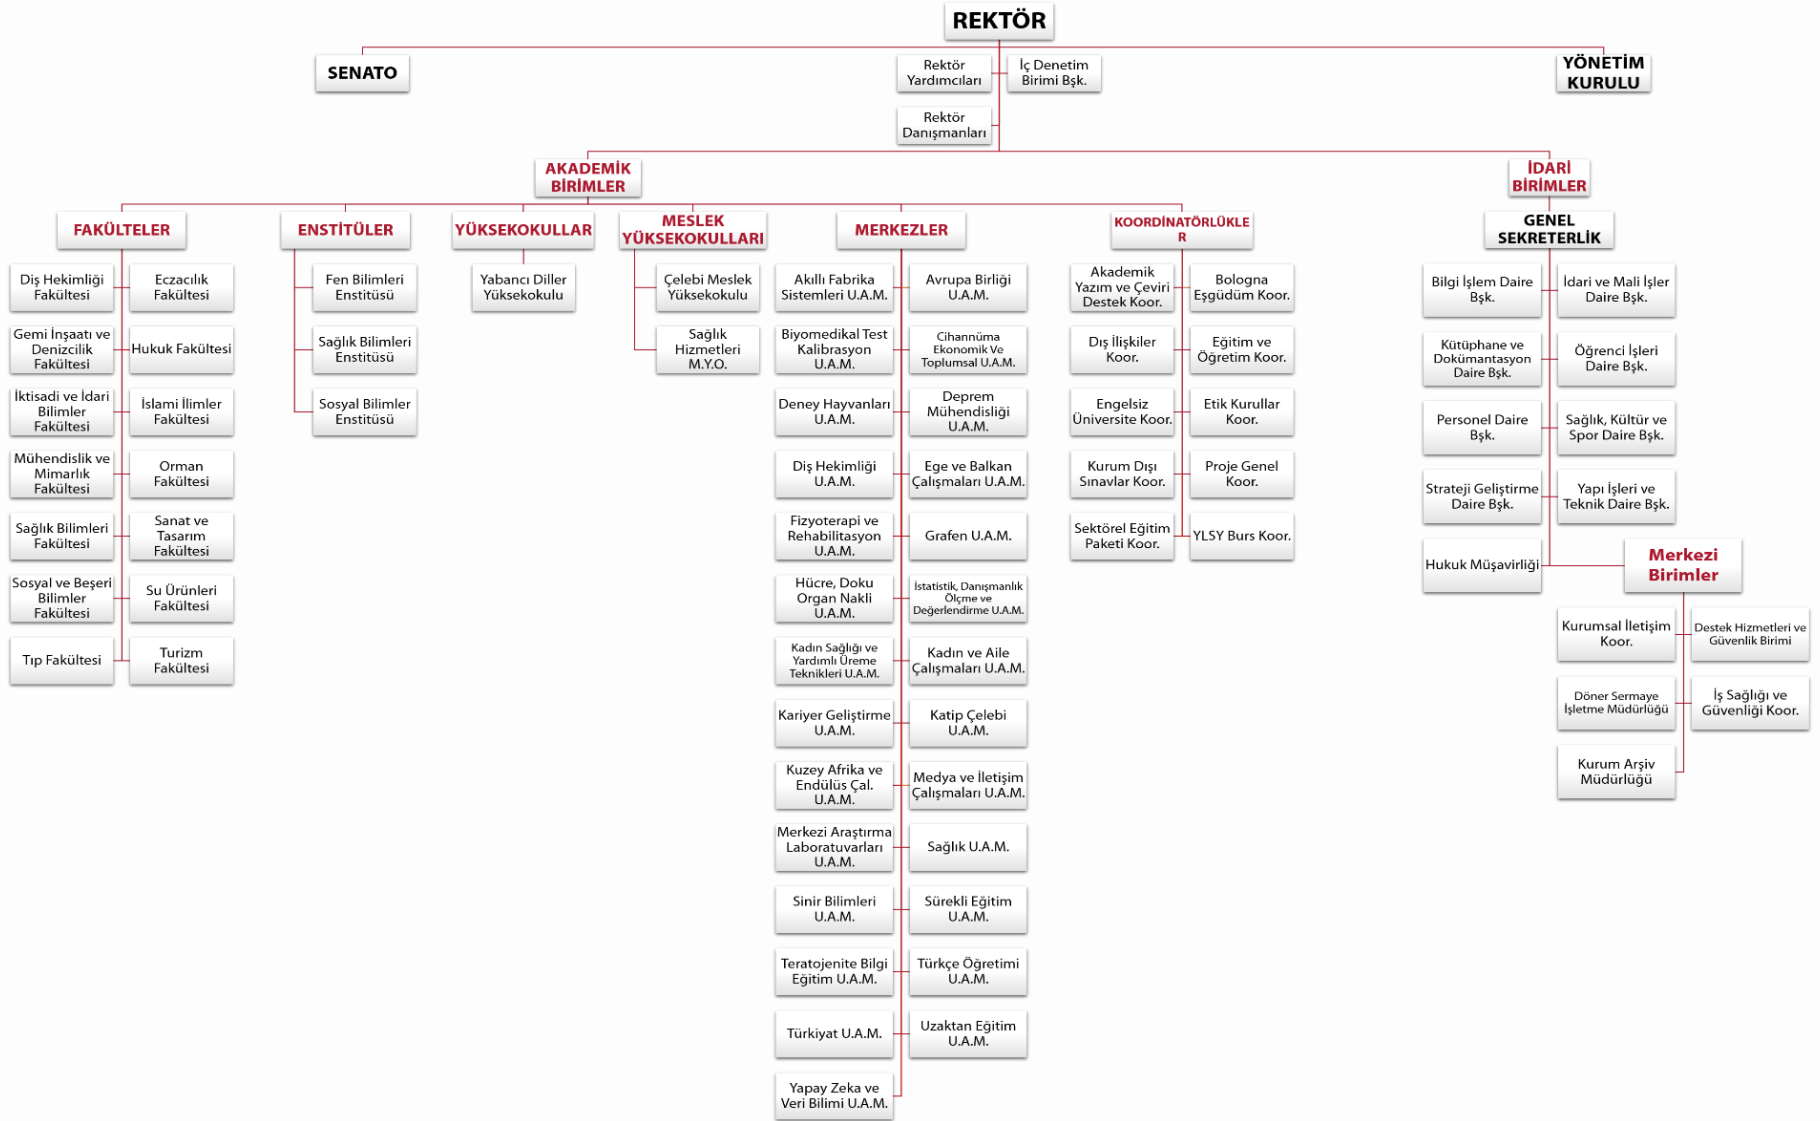 REKTÖR
SENATO
Rektör
Yardımcıları
İç Denetim
Birimi Bşk.
YÖNETİM
KURULU
Rektör
Danışmanları
AKADEMİK
BİRİMLER
İDARİ
BİRİMLER
FAKÜLTELER
ENSTİTÜLER
YÜKSEKOKULLAR
MESLEK
YÜKSEKOKULLARI
MERKEZLER
KOORDİNATÖRLÜKLE
R
GENEL
SEKRETERLİK
Diş Hekimliği
Fakültesi
Eczacılık
Fakültesi
Gemi İnşaatı ve
Denizcilik
Fakültesi
Hukuk Fakültesi
İktisadi ve İdari
Bilimler
Fakültesi
İslami İlimler
Fakültesi
Mühendislik ve
Mimarlık
Fakültesi
Orman
Fakültesi
Sağlık Bilimleri
Fakültesi
Sanat ve
Tasarım
Fakültesi
Sosyal ve Beşeri
Bilimler
Fakültesi
Su Ürünleri
Fakültesi
Tıp Fakültesi
Turizm
Fakültesi
Fen Bilimleri
Enstitüsü
Sağlık Bilimleri
Enstitüsü
Sosyal Bilimler
Enstitüsü
Yabancı Diller
Yüksekokulu
Çelebi Meslek
Yüksekokulu
Sağlık
Hizmetleri
M.Y.O.
Akıllı Fabrika
Sistemleri U.A.M.
Avrupa Birliği
U.A.M.
Biyomedikal Test
Kalibrasyon
U.A.M.
Cihannüma
Ekonomik Ve
Toplumsal U.A.M.
Deney Hayvanları
U.A.M.
Deprem
Mühendisliği
U.A.M.
Diş Hekimliği
U.A.M.
Ege ve Balkan
Çalışmaları U.A.M.
Fizyoterapi ve
Rehabilitasyon
U.A.M.
Grafen U.A.M.
Hücre, Doku
Organ Nakli
U.A.M.
İstatistik, Danışmanlık
Ölçme ve
Değerlendirme U.A.M.
Kadın Sağlığı ve
Yardımlı Üreme
Teknikleri U.A.M.
Kadın ve Aile
Çalışmaları U.A.M.
Kariyer Geliştirme
U.A.M.
Katip Çelebi
U.A.M.
Kuzey Afrika ve
Endülüs Çal.
U.A.M.
Medya ve İletişim
Çalışmaları U.A.M.
Merkezi Araştırma
Laboratuvarları
U.A.M.
Sağlık U.A.M.
Sinir Bilimleri
U.A.M.
Sürekli Eğitim
U.A.M.
Teratojenite Bilgi
Eğitim U.A.M.
Türkçe Öğretimi
U.A.M.
Türkiyat U.A.M.
Uzaktan Eğitim
U.A.M.
Yapay Zeka ve
Veri Bilimi U.A.M.
Akademik
Yazım ve Çeviri
Destek Koor.
Bologna
Eşgüdüm Koor.
Dış İlişkiler
Koor.
Eğitim ve
Öğretim Koor.
Engelsiz
Üniversite Koor.
Etik Kurullar
Koor.
Kurum Dışı
Sınavlar Koor.
Proje Genel
Koor.
Sektörel Eğitim
Paketi Koor.
YLSY Burs Koor.
Bilgi İşlem Daire
Bşk.
İdari ve Mali İşler
Daire Bşk.
Kütüphane ve
Dokümantasyon
Daire Bşk.
Öğrenci İşleri
Daire Bşk.
Personel Daire
Bşk.
Sağlık, Kültür ve
Spor Daire Bşk.
Strateji Geliştirme
Daire Bşk.
Yapı İşleri ve
Teknik Daire Bşk.
Hukuk Müşavirliği
Merkezi
Birimler
Kurumsal İletişim
Koor.
Destek Hizmetleri ve
Güvenlik Birimi
Döner Sermaye
İşletme Müdürlüğü
İş Sağlığı ve
Güvenliği Koor.
Kurum Arşiv
Müdürlüğü